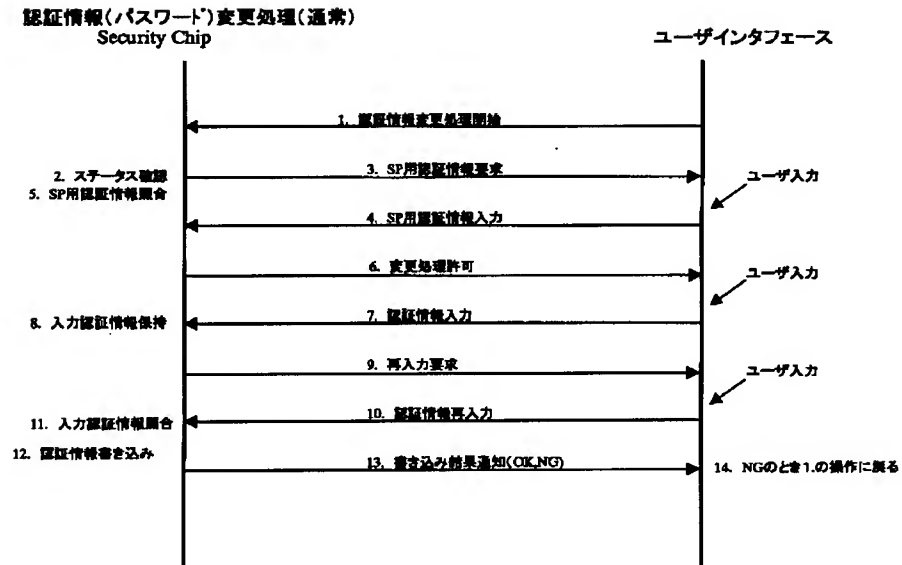 認証情報(パスワード)変更処理(通常)
Security Chip
ユーザインタフェース
1. 認証情報変更処理開始
2. ステータス確認
3. SP用認証情報要求
ユーザ入力
5. SP用認証情報照合
4. SP用認証情報入力
6. 変更処理許可
ユーザ入力
8. 入力認証情報保持
7. 認証情報入力
9. 再入力要求
ユーザ入力
10. 認証情報再入力
11. 入力認証情報照合
12. 認証情報書き込み
13. 書き込み結果通知(OK,NG)
14. NGのとき1.の操作に戻る